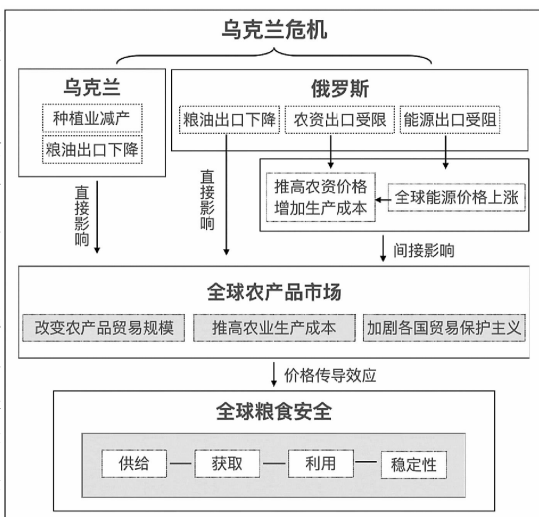 乌克兰危机
乌克兰
种植业减产
粮油出口下降
俄罗斯
粮油出口下降
农资出口受限
能源出口受阻
推高农资价格
增加生产成本
全球能源价格上涨
直接影响
直接影响
间接影响
全球农产品市场
改变农产品贸易规模
推高农业生产成本
加剧各国贸易保护主义
价格传导效应
全球粮食安全
供给
获取
利用
稳定性